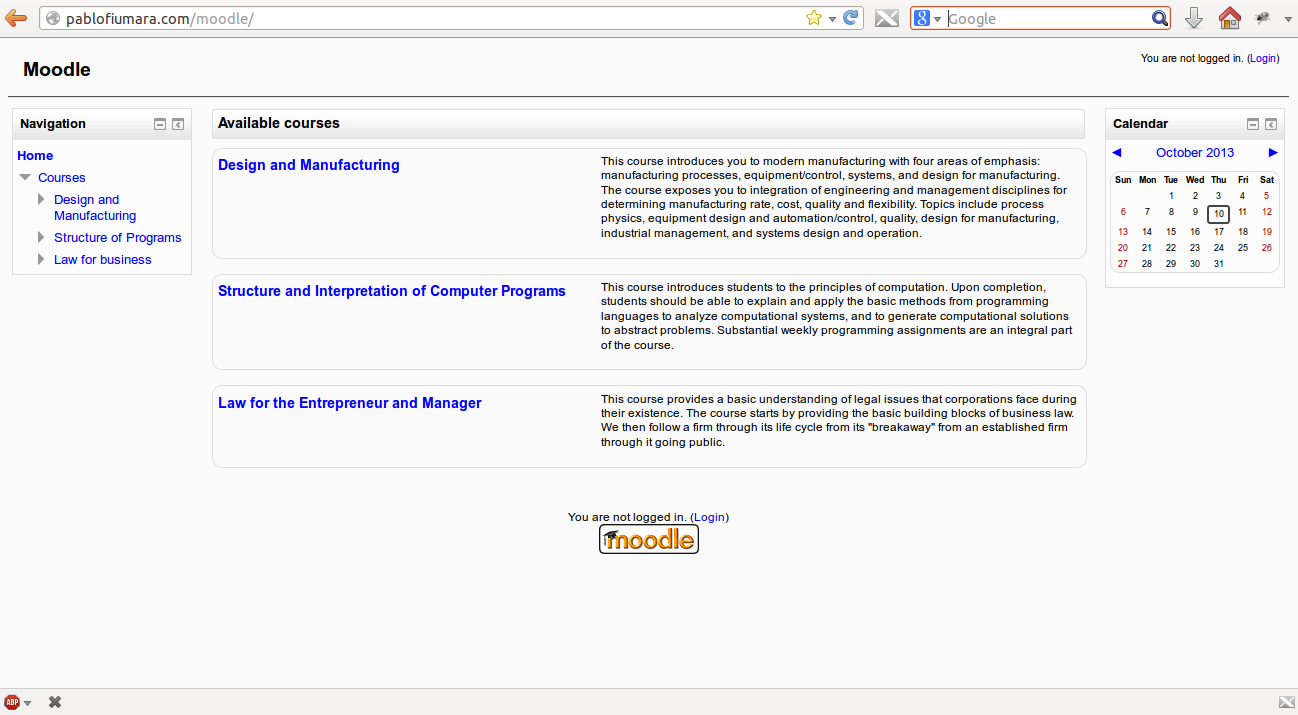 pablofiumara.com/moodle/
Google
Moodle
You are not logged in. (Login)
Navigation
Home
Courses
Design and
Manufacturing
Structure of Programs
Law for business
Available courses
Design and Manufacturing
This course introduces you to modern manufacturing with four areas of emphasis:
manufacturing processes, equipment/control, systems, and design for manufacturing.
The course exposes you to integration of engineering and management disciplines for
determining manufacturing rate, cost, quality and flexibility. Topics include process
physics, equipment design and automation/control, quality, design for manufacturing,
industrial management, and systems design and operation.
Structure and Interpretation of Computer Programs
This course introduces students to the principles of computation. Upon completion,
students should be able to explain and apply the basic methods from programming
languages to analyze computational systems, and to generate computational solutions
to abstract problems. Substantial weekly programming assignments are an integral part
of the course.
Law for the Entrepreneur and Manager
This course provides a basic understanding of legal issues that corporations face during
their existence. The course starts by providing the basic building blocks of business law.
We then follow a firm through its life cycle from its "breakaway" from an established firm
through it going public.
Calendar
◀ October 2013 ▶
Sun Mon Tue Wed Thu Fri Sat
1 2 3 4 5
6 7 8 9 10 11 12
13 14 15 16 17 18 19
20 21 22 23 24 25 26
27 28 29 30 31
You are not logged in. (Login)
moodle
ABP